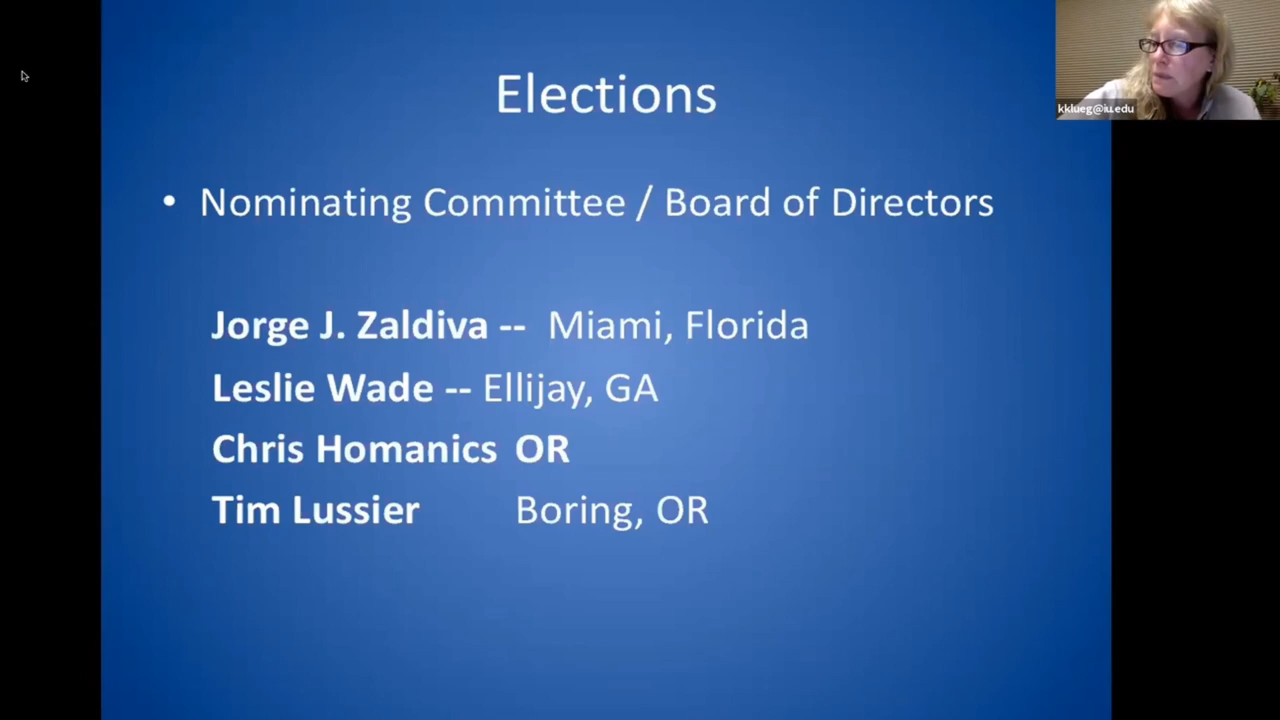 Elections
• Nominating Committee / Board of Directors
Jorge J. Zaldiva -- Miami, Florida
Leslie Wade -- Ellijay, GA
Chris Homanics OR
Tim Lussier Boring, OR
kklueg@iu.edu